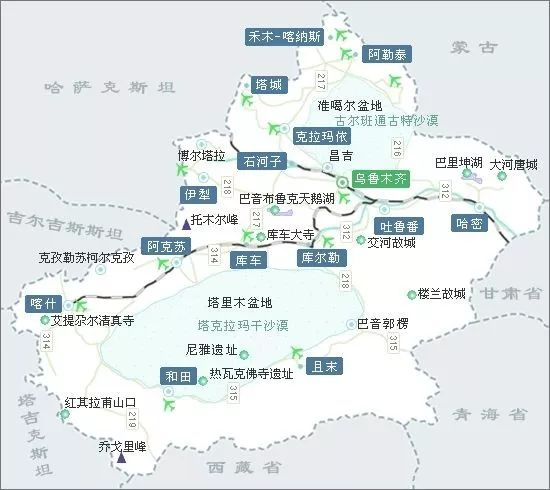 禾木-喀纳斯
蒙古
阿勒泰
哈萨克斯坦
塔城
217
准噶尔盆地
古尔班通古特沙漠
克拉玛依
216
博尔塔拉
石河子
昌吉
巴里坤湖
大河唐城
乌鲁木齐
伊犁
218
巴音布鲁克天鹅湖
312
吉尔吉斯斯坦
托木尔峰
吐鲁番
哈密
217
库车大寺
312
交河故城
阿克苏
314
库车
库尔勒
克孜勒苏柯尔克孜
218
喀什
塔里木盆地
楼兰故城
甘肃省
艾提尕尔清真寺
塔克拉玛干沙漠
巴音郭楞
314
尼雅遗址
315
和田
热瓦克佛寺遗址
且末
315
塔吉克斯坦
红其拉甫山口
219
青海省
乔戈里峰
西藏省